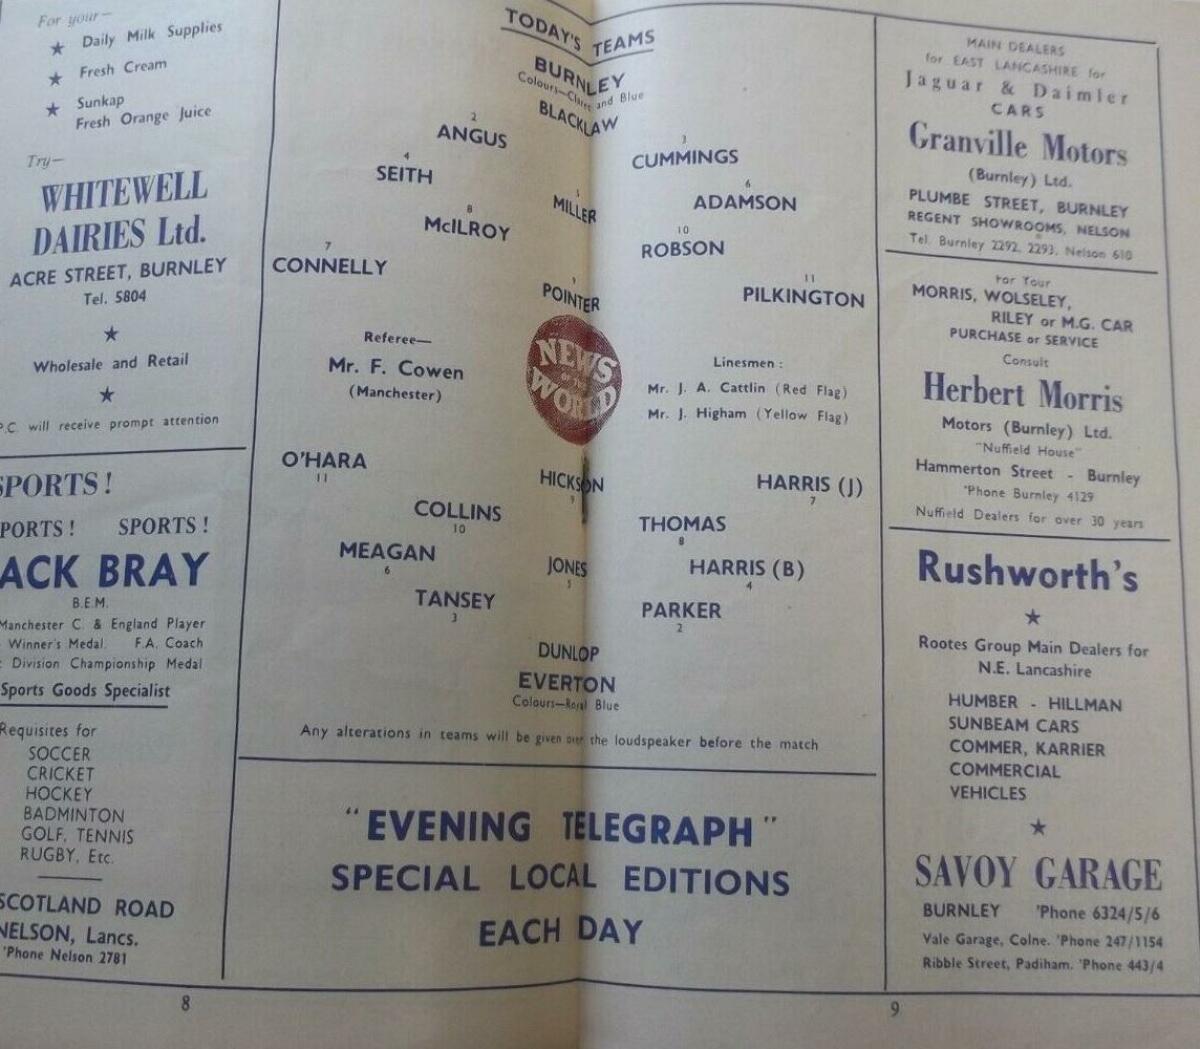 For your—
★ Daily Milk Supplies
★ Fresh Cream
★ Sunkap
Fresh Orange Juice
Try—
WHITEWELL
DAIRIES Ltd.
ACRE STREET, BURNLEY
Tel. 5804
★
Wholesale and Retail
★
P.C. will receive prompt attention
SPORTS!
PORTS! SPORTS!
ACK BRAY
B.E.M.
Manchester C. & England Player
Winner's Medal. F.A. Coach
Division Championship Medal
Sports Goods Specialist
Requisites for
SOCCER
CRICKET
HOCKEY
BADMINTON
GOLF, TENNIS
RUGBY, Etc.
SCOTLAND ROAD
NELSON, Lancs.
'Phone Nelson 2781
8
TODAY'S TEAMS
BURNLEY
Colours—Claret and Blue
BLACKLAW
2
ANGUS
3
CUMMINGS
4
SEITH
5
MILLER
6
ADAMSON
8
McILROY
10
ROBSON
7
CONNELLY
9
POINTER
11
PILKINGTON
Referee—
Mr. F. Cowen
(Manchester)
NEWS
OF THE
WORLD
Linesmen :
Mr. J. A. Cattlin (Red Flag)
Mr. J. Higham (Yellow Flag)
O'HARA
11
HICKSON
9
HARRIS (J)
7
COLLINS
10
THOMAS
8
MEAGAN
6
JONES
5
HARRIS (B)
4
TANSEY
3
PARKER
2
DUNLOP
EVERTON
Colours—Royal Blue
Any alterations in teams will be given over the loudspeaker before the match
"EVENING TELEGRAPH"
SPECIAL LOCAL EDITIONS
EACH DAY
MAIN DEALERS
for EAST LANCASHIRE for
Jaguar & Daimler
CARS
Granville Motors
(Burnley) Ltd.
PLUMBE STREET, BURNLEY
REGENT SHOWROOMS, NELSON
Tel. Burnley 2292, 2293, Nelson 610
For Your
MORRIS, WOLSELEY,
RILEY or M.G. CAR
PURCHASE or SERVICE
Consult
Herbert Morris
Motors (Burnley) Ltd.
"Nuffield House"
Hammerton Street - Burnley
'Phone Burnley 4129
Nuffield Dealers for over 30 years
Rushworth's
★
Rootes Group Main Dealers for
N.E. Lancashire
HUMBER - HILLMAN
SUNBEAM CARS
COMMER, KARRIER
COMMERCIAL
VEHICLES
★
SAVOY GARAGE
BURNLEY 'Phone 6324/5/6
Vale Garage, Colne. 'Phone 247/1154
Ribble Street, Padiham. 'Phone 443/4
9